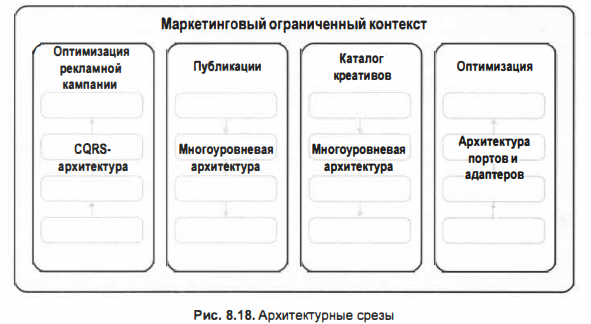 Маркетинговый ограниченный контекст
Оптимизация
рекламной
кампании
CQRS-
архитектура
Публикации
Многоуровневая
архитектура
Каталог
креативов
Многоуровневая
архитектура
Оптимизация
Архитектура
портов и
адаптеров
Рис. 8.18. Архитектурные срезы